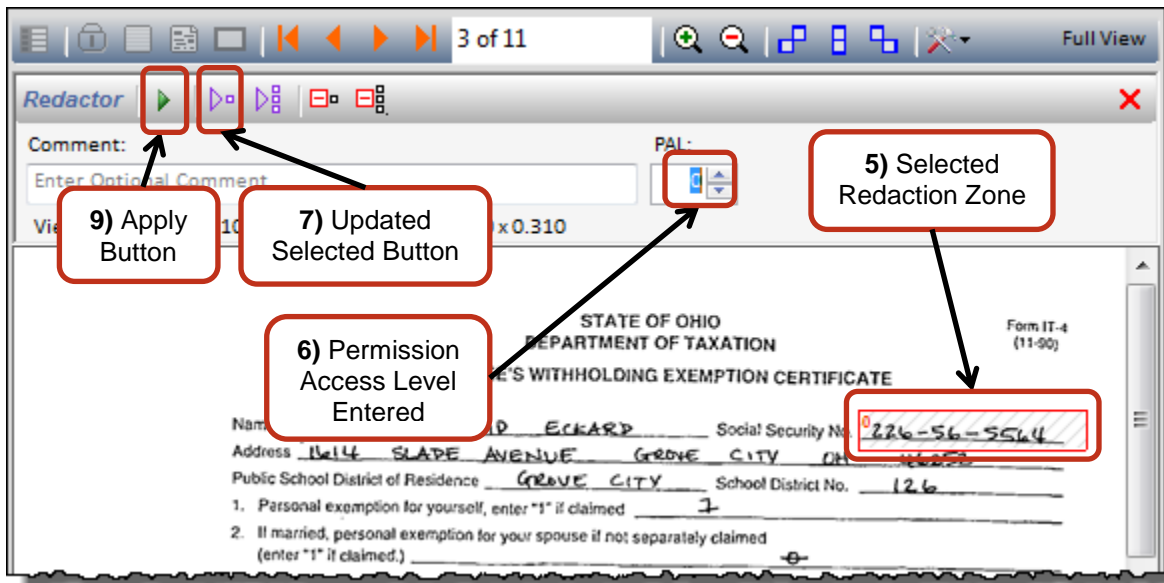 3 of 11
Full View
Redactor
Comment:
PAL:
Enter Optional Comment
0
5) Selected
Redaction Zone
9) Apply
Button
7) Updated
Selected Button
x 0.310
6) Permission
Access Level
Entered
STATE OF OHIO
DEPARTMENT OF TAXATION
Form IT-4
(11-90)
WITHHOLDING EXEMPTION CERTIFICATE
ECKARD Social Security No. 0 226-56-5564
Address 1614 SLADE AVENUE GROVE CITY OH
Public School District of Residence GROVE CITY School District No. 126
1. Personal exemption for yourself, enter "1" if claimed
2. If married, personal exemption for your spouse if not separately claimed
(enter "1" if claimed.) 0